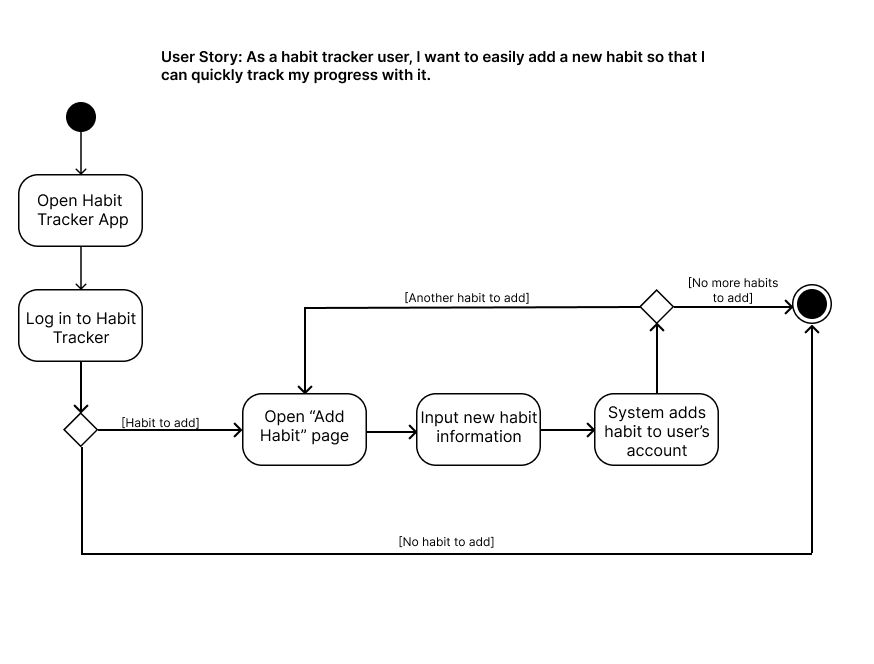 User Story: As a habit tracker user, I want to easily add a new habit so that I
can quickly track my progress with it.
Open Habit
Tracker App
Log in to Habit
Tracker
[Another habit to add]
[No more habits
to add]
[Habit to add]
Open “Add
Habit” page
Input new habit
information
System adds
habit to user’s
account
[No habit to add]